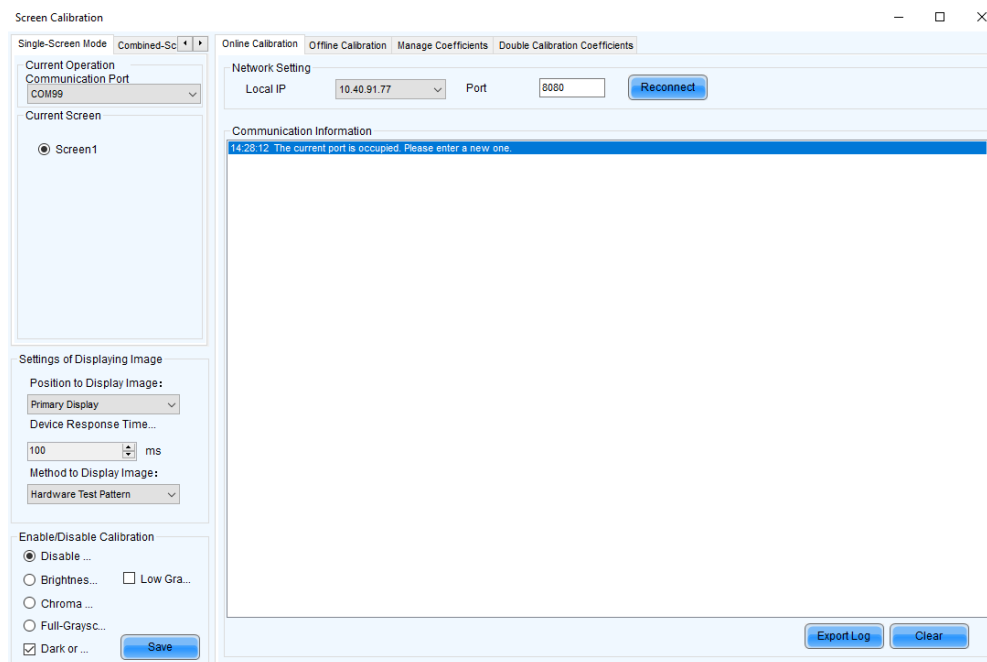 Screen Calibration
Single-Screen Mode
Combined-Sc
Current Operation
Communication Port
COM99
Current Screen
Screen1
Settings of Displaying Image
Position to Display Image:
Primary Display
Device Response Time...
100
ms
Method to Display Image:
Hardware Test Pattern
Enable/Disable Calibration
Disable ...
Brightnes...
Low Gra...
Chroma ...
Full-Graysc...
Dark or ...
Save
Online Calibration
Offline Calibration
Manage Coefficients
Double Calibration Coefficients
Network Setting
Local IP
10.40.91.77
Port
8080
Reconnect
Communication Information
14:28:12 The current port is occupied. Please enter a new one.
Export Log
Clear